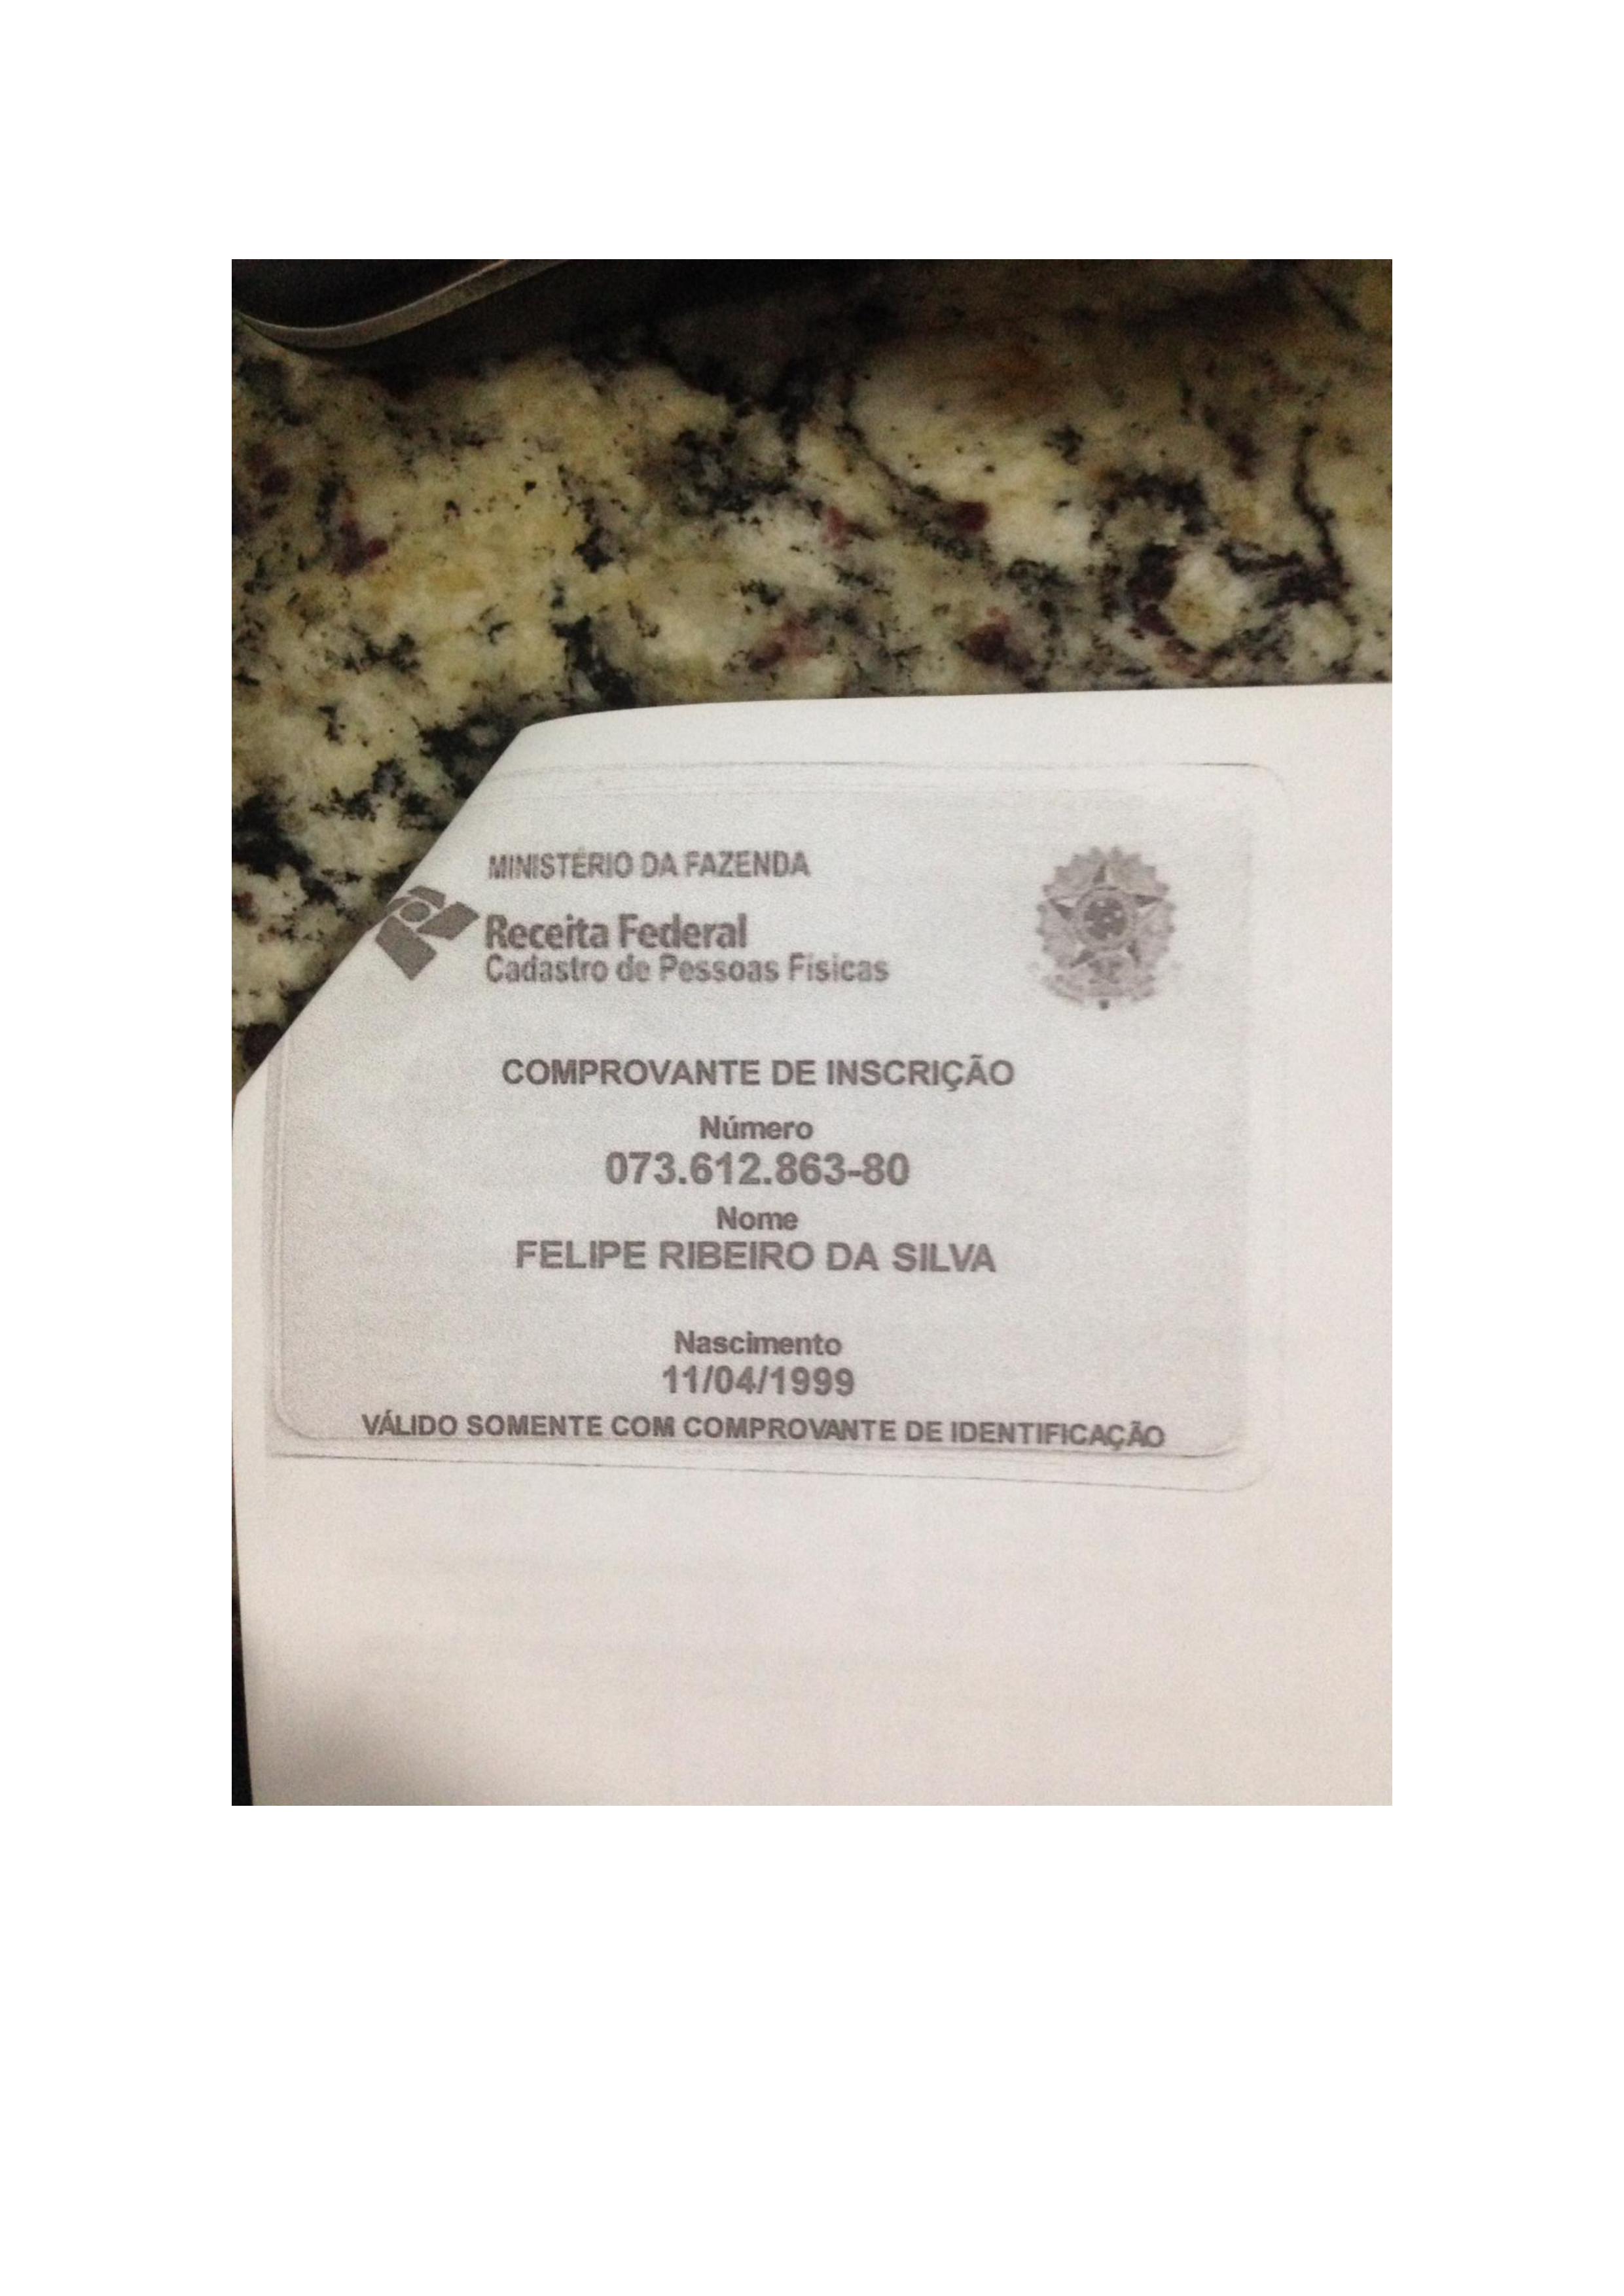 MINISTÉRIO DA FAZENDA
Receita Federal
Cadastro de Pessoas Físicas
COMPROVANTE DE INSCRIÇÃO
Número
073.612.863-80
Nome
FELIPE RIBEIRO DA SILVA
Nascimento
11/04/1999
VÁLIDO SOMENTE COM COMPROVANTE DE IDENTIFICAÇÃO